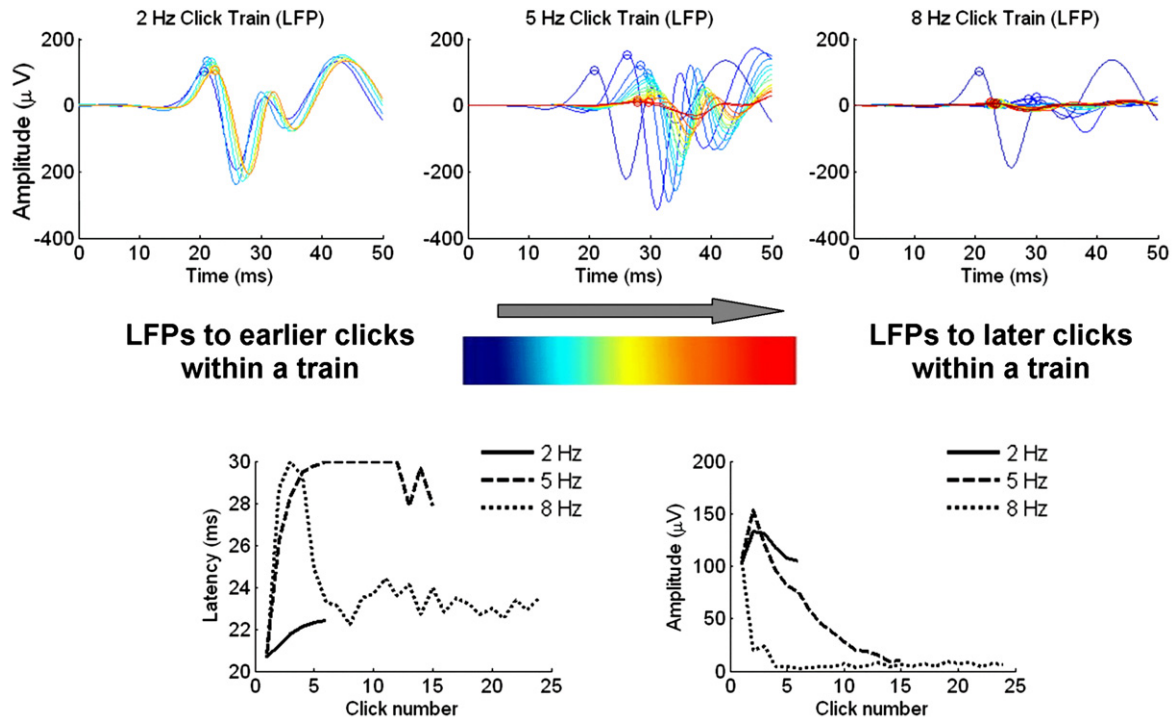 2 Hz Click Train (LFP)
5 Hz Click Train (LFP)
8 Hz Click Train (LFP)
Amplitude (μ V)
200
0
200
-400
0
10
20
30
40
50
Time (ms)
200
0
200
-400
0
10
20
30
40
50
Time (ms)
200
0
200
-400
0
10
20
30
40
50
Time (ms)
LFPs to earlier clicks
within a train
LFPs to later clicks
within a train
Latency (ms)
30
28
26
24
22
20
0
5
10
15
20
25
Click number
2 Hz
5 Hz
8 Hz
Amplitude (μV)
200
150
100
50
0
0
5
10
15
20
25
Click number
2 Hz
5 Hz
8 Hz